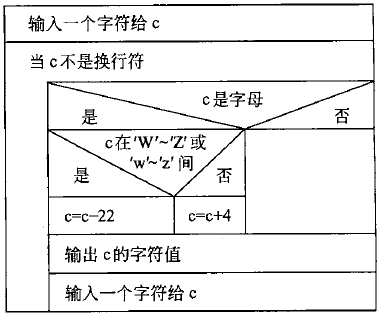 输入一个字符给c
当c不是换行符
c是字母
是
否
c在'W'~'Z'或
'w'~'z'间
是
否
c=c−22
c=c+4
输出c的字符值
输入一个字符给c